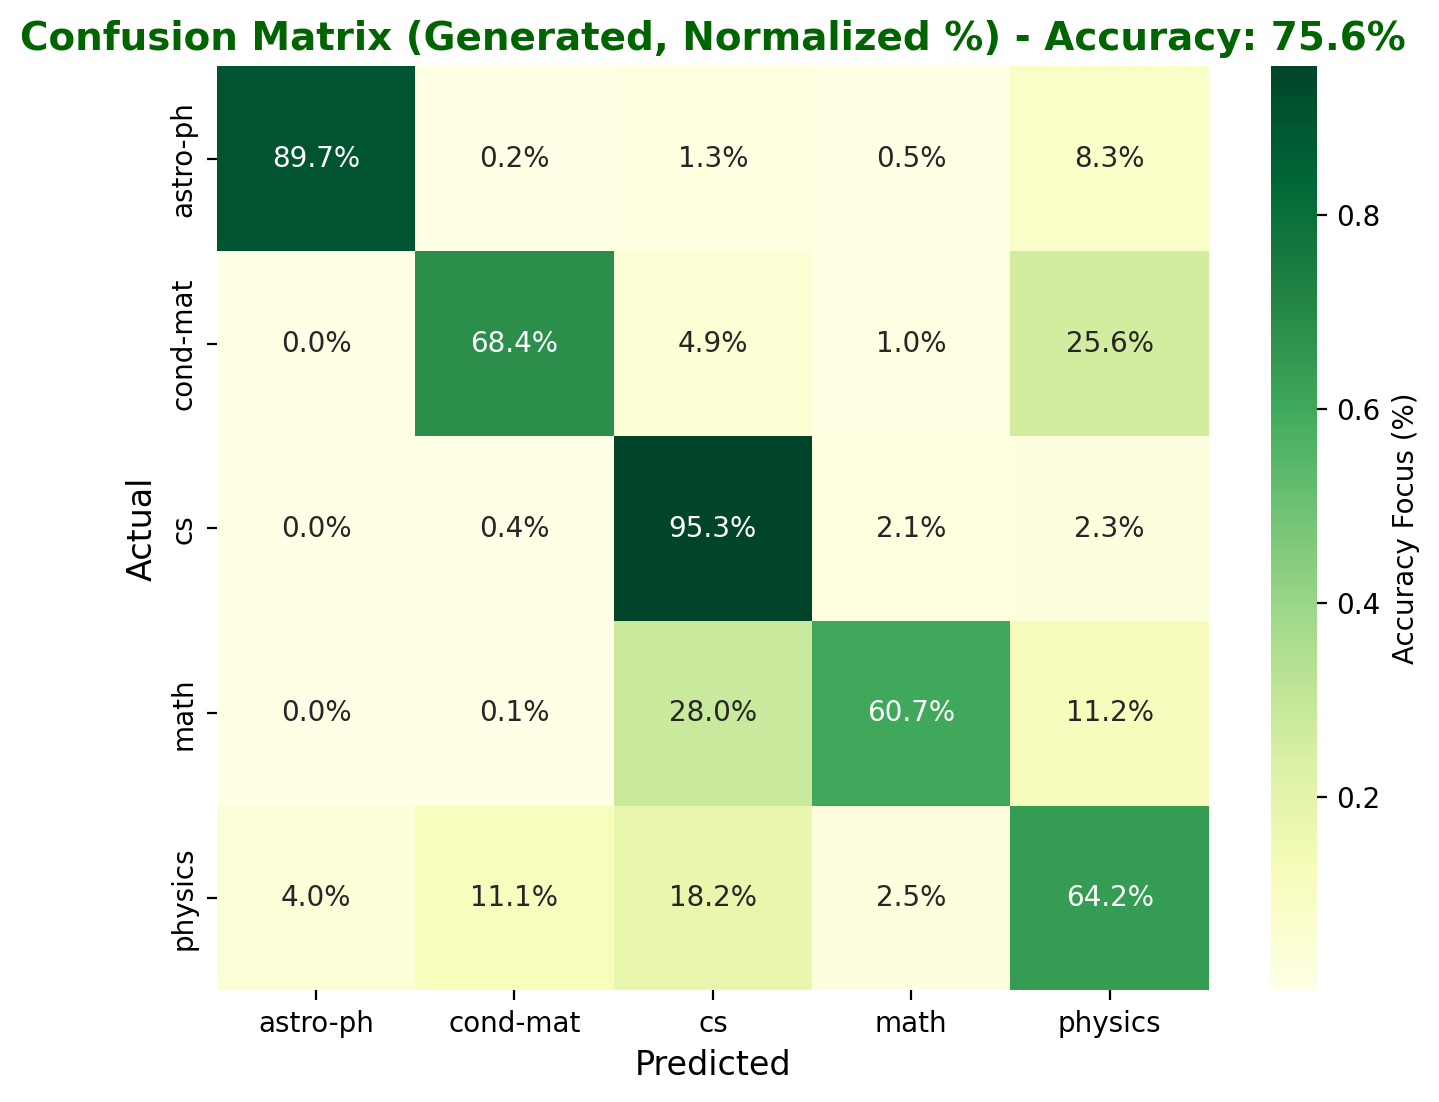 Confusion Matrix (Generated, Normalized %) - Accuracy: 75.6%
Actual
astro-ph 89.7% 0.2% 1.3% 0.5% 8.3%
cond-mat 0.0% 68.4% 4.9% 1.0% 25.6%
cs 0.0% 0.4% 95.3% 2.1% 2.3%
math 0.0% 0.1% 28.0% 60.7% 11.2%
physics 4.0% 11.1% 18.2% 2.5% 64.2%
astro-ph cond-mat cs math physics
Predicted
0.8
0.6
0.4
0.2
Accuracy Focus (%)